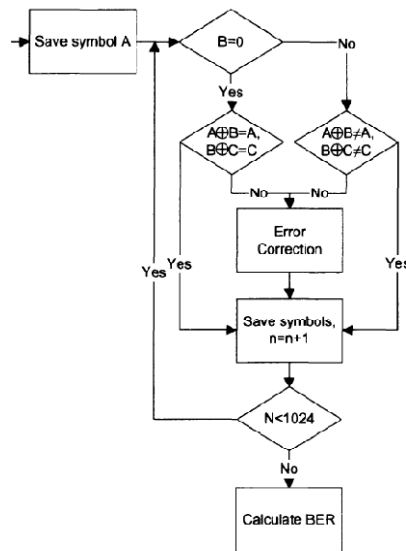 Save symbol A
B=0
No
Yes
A⊕B=A,
B⊕C=C
A⊕B≠A,
B⊕C≠C
No
No
Error
Correction
Yes
Yes
Yes
Save symbols,
n=n+1
N<1024
No
Calculate BER